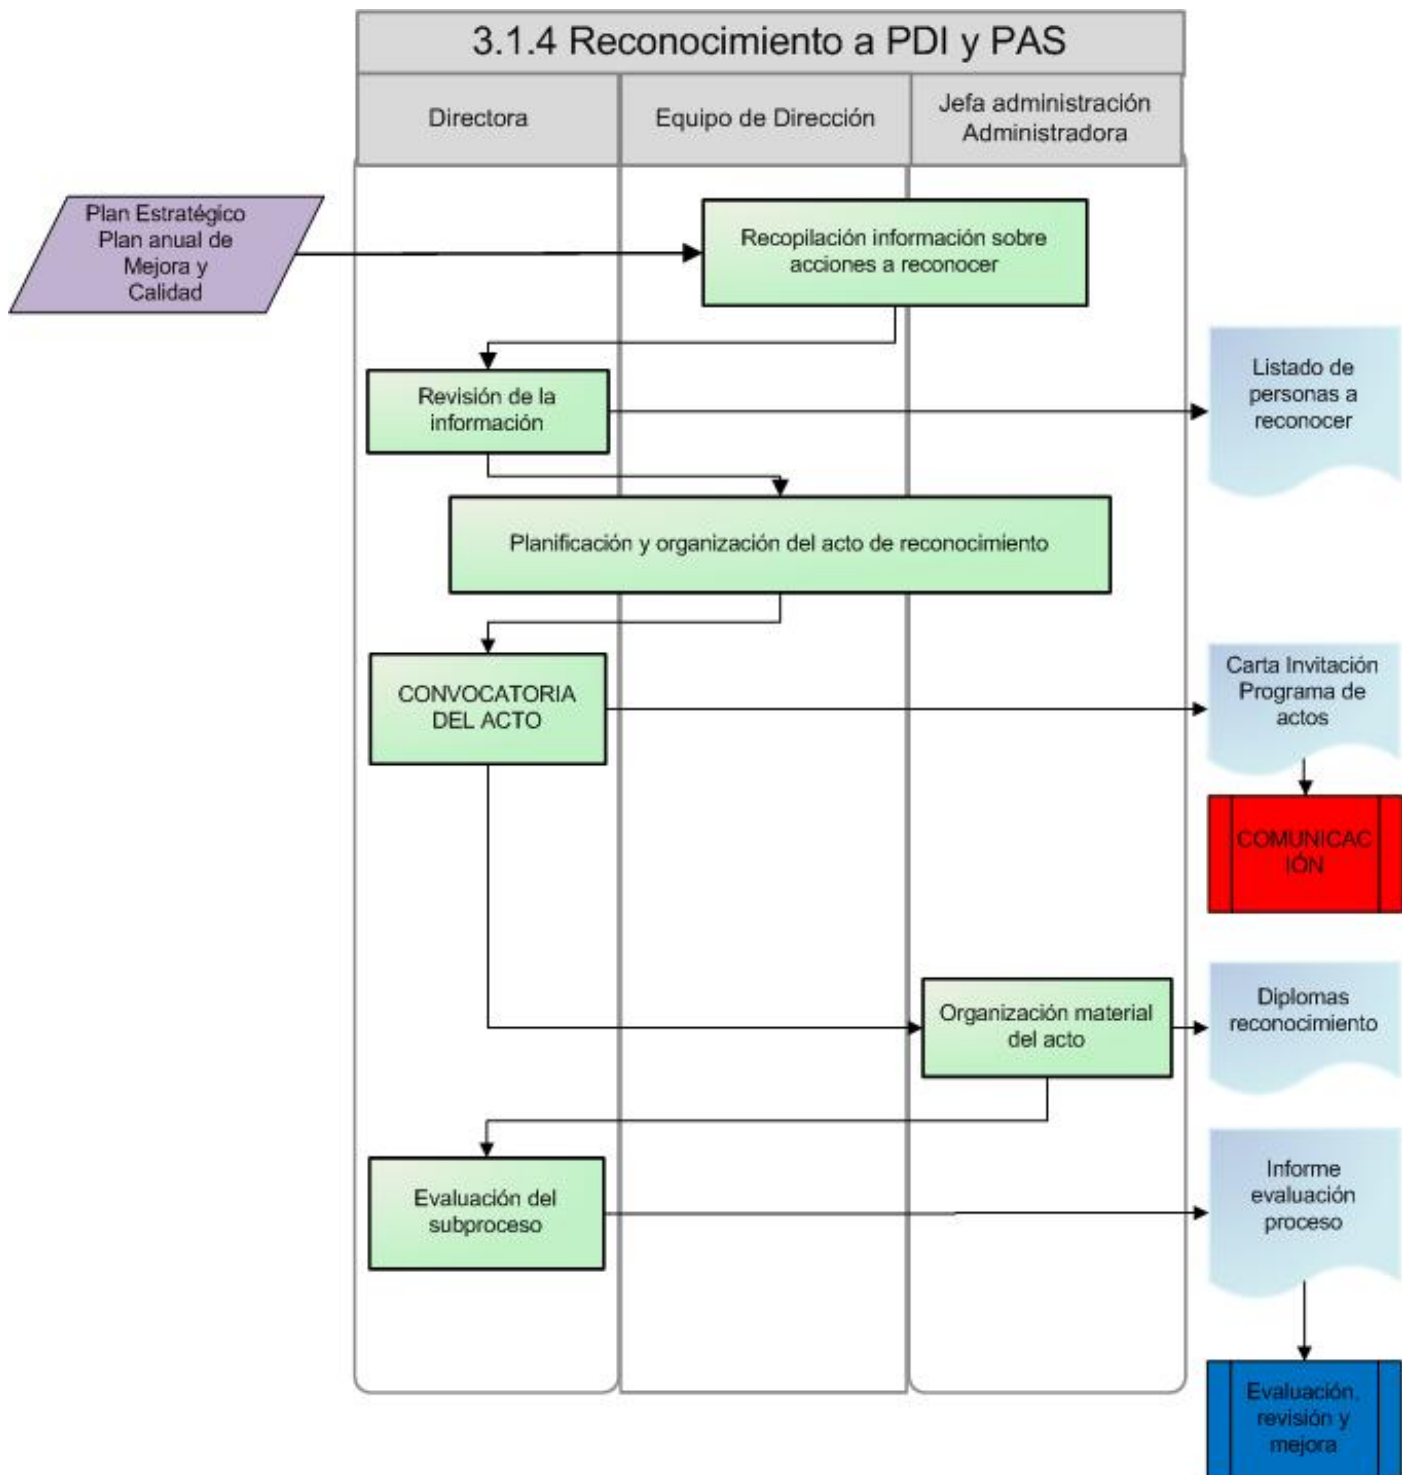 3.1.4 Reconocimiento a PDI y PAS
Directora
Equipo de Dirección
Jefa administración
Administradora
Plan Estratégico
Plan anual de
Mejora y
Calidad
Recopilación información sobre
acciones a reconocer
Revisión de la
información
Listado de
personas a
reconocer
Planificación y organización del acto de reconocimiento
CONVOCATORIA
DEL ACTO
Carta Invitación
Programa de
actos
COMUNICAC
IÓN
Organización material
del acto
Diplomas
reconocimiento
Evaluación del
subproceso
Informe
evaluación
proceso
Evaluación,
revisión y
mejora